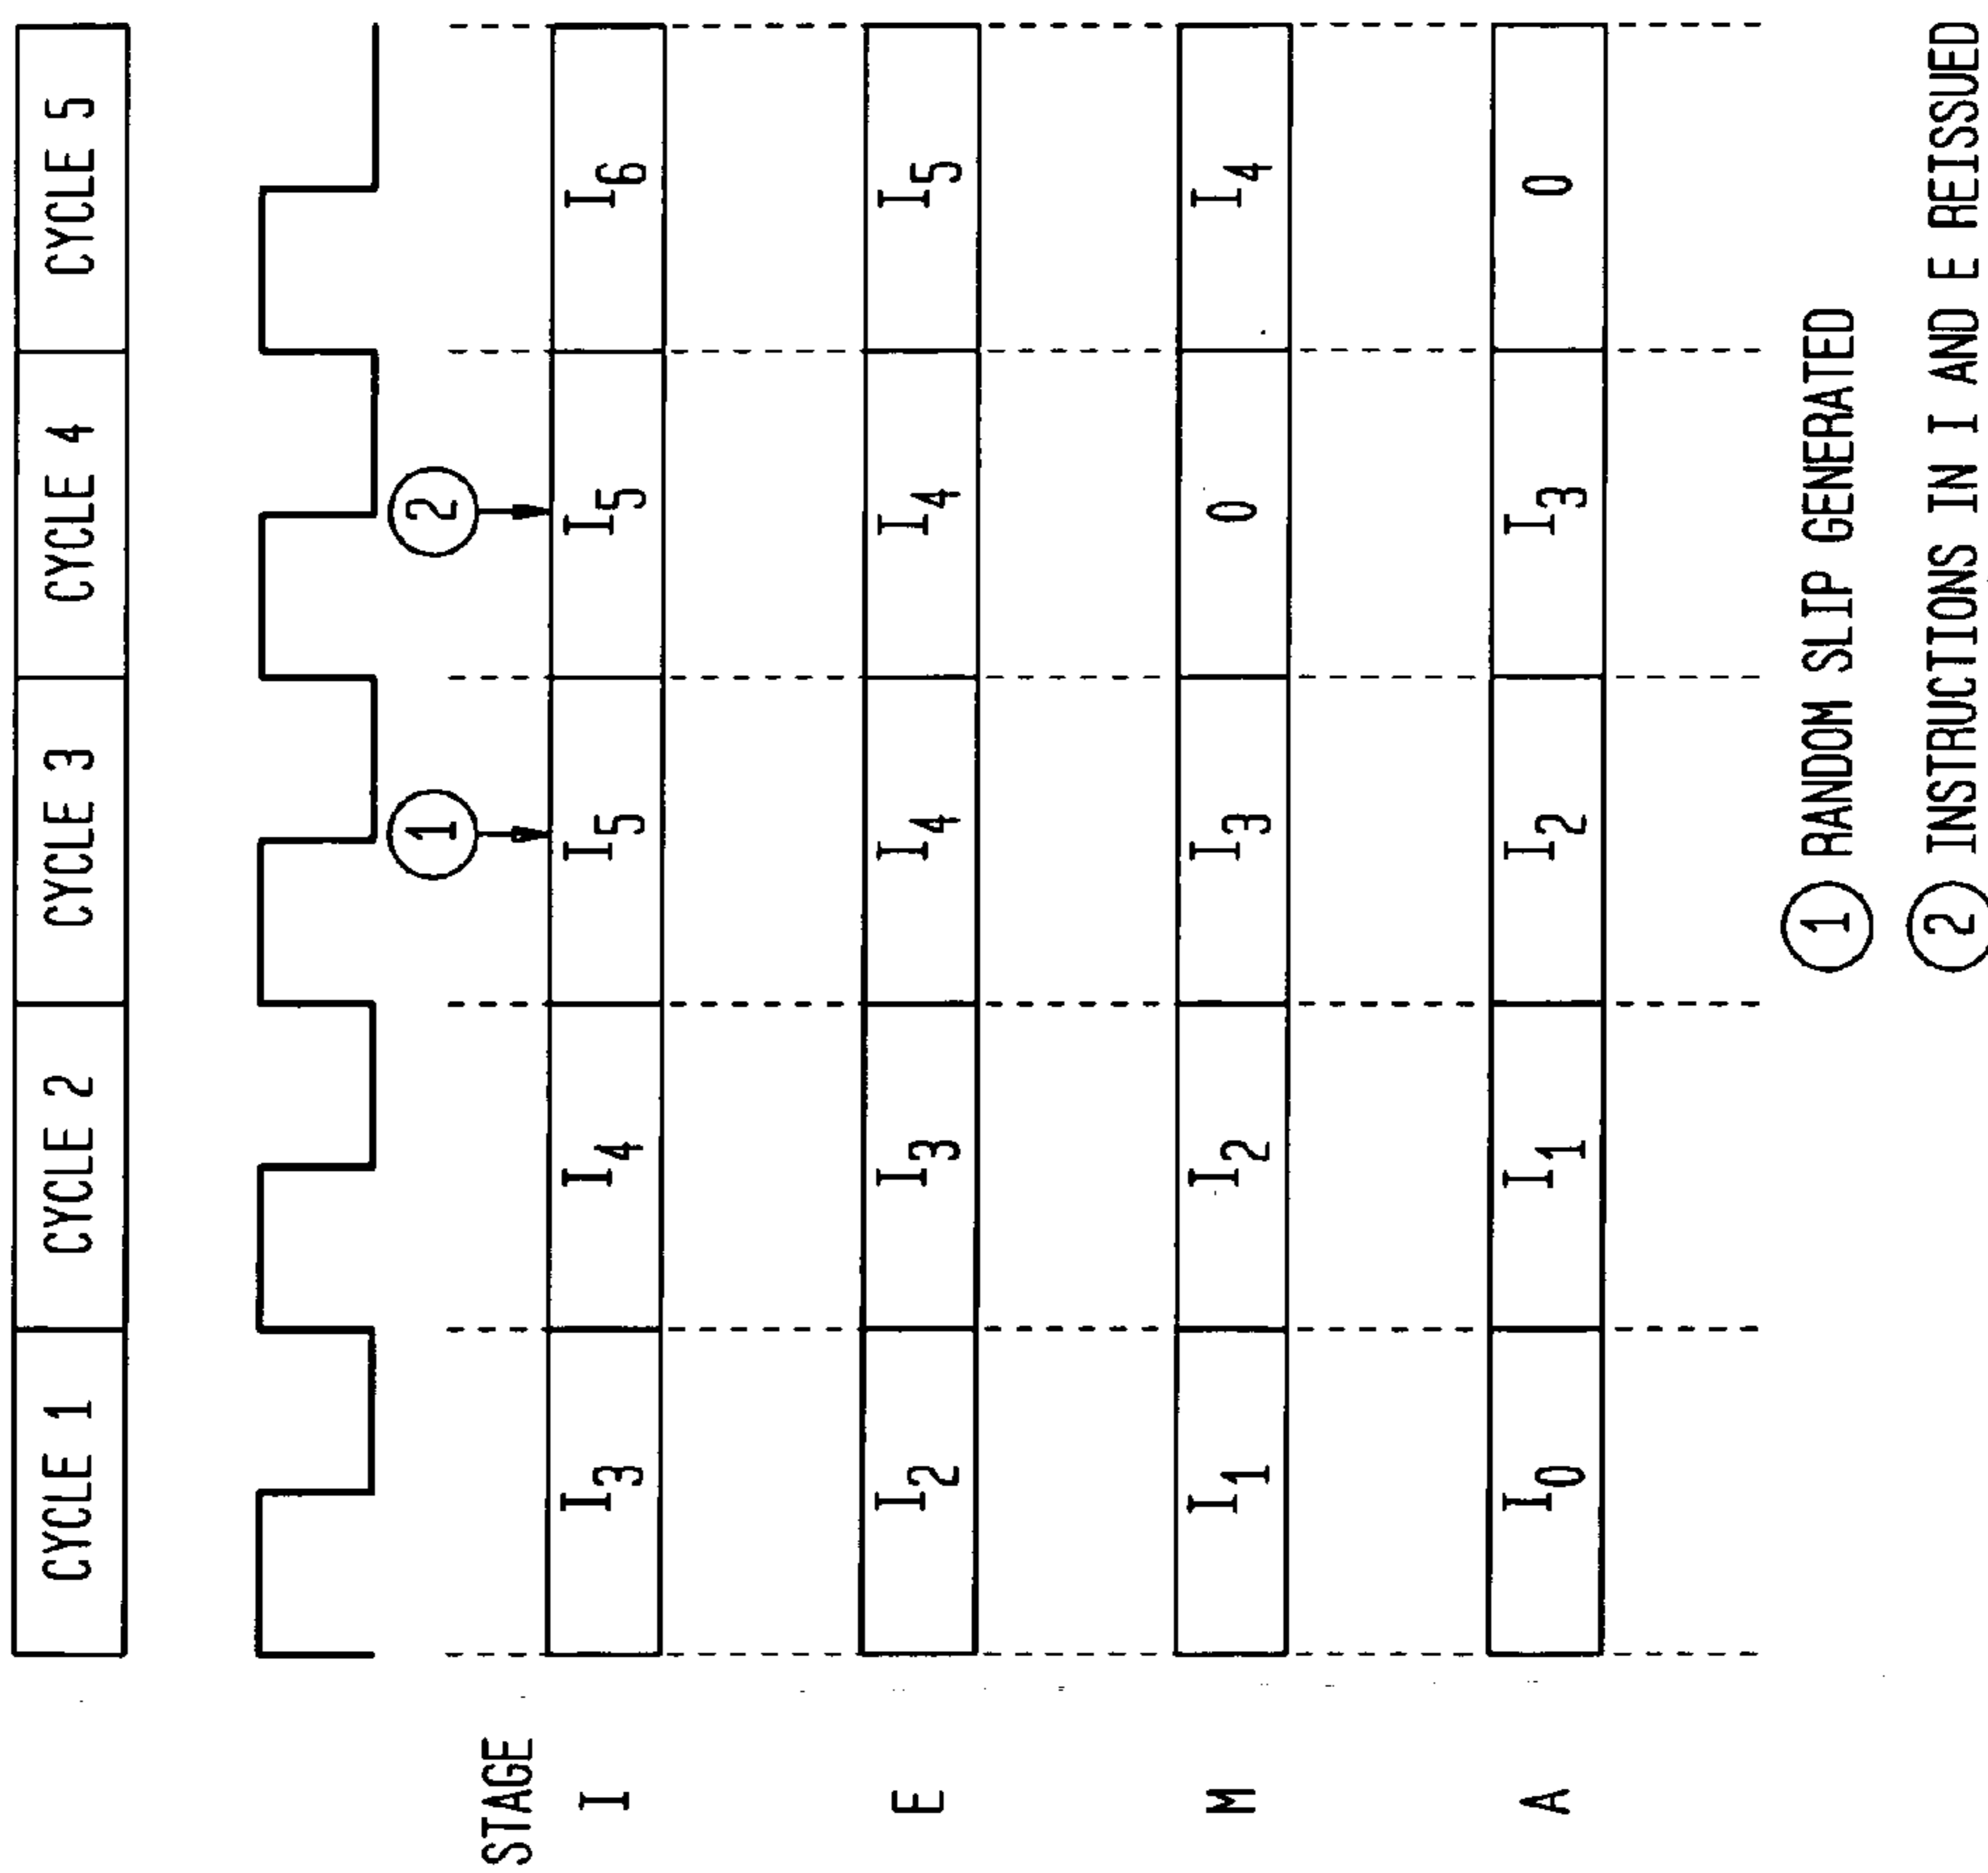 CYCLE 1 CYCLE 2 CYCLE 3 CYCLE 4 CYCLE 5
1 2
STAGE
I I3 I4 I5 I5 I6
E I2 I3 I4 I4 I5
M I1 I2 I3 0 I4
A I0 I1 I2 I3 0
1 RANDOM SLIP GENERATED
2 INSTRUCTIONS IN I AND E REISSUED